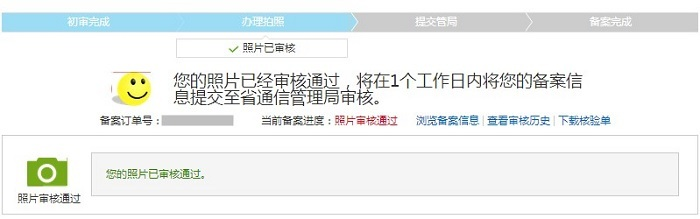 初审完成
办理拍照
提交管局
备案完成
照片已审核
您的照片已经审核通过，将在1个工作日内将您的备案信
息提交至省通信管理局审核。
备案订单号： 当前备案进度：照片审核通过 浏览备案信息 | 查看审核历史 | 下载核验单
您的照片已审核通过。
照片审核通过